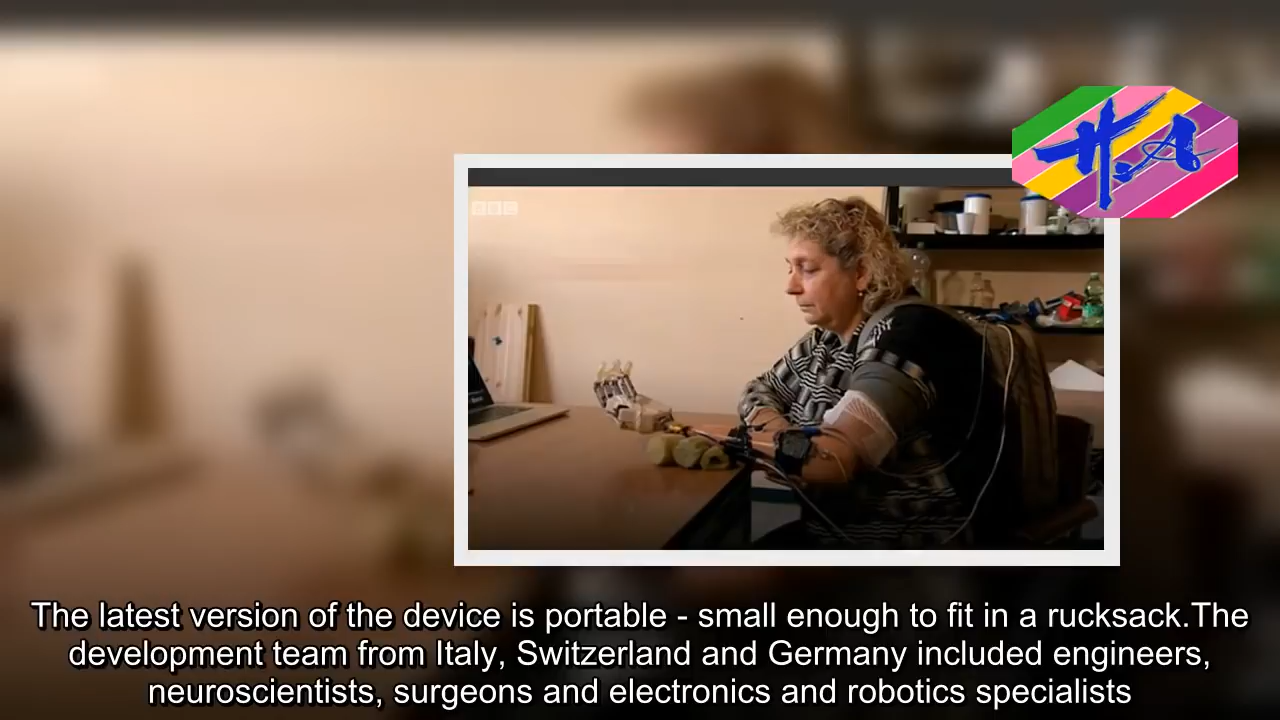 H.A
BBC
The latest version of the device is portable - small enough to fit in a rucksack.The
development team from Italy, Switzerland and Germany included engineers,
neuroscientists, surgeons and electronics and robotics specialists